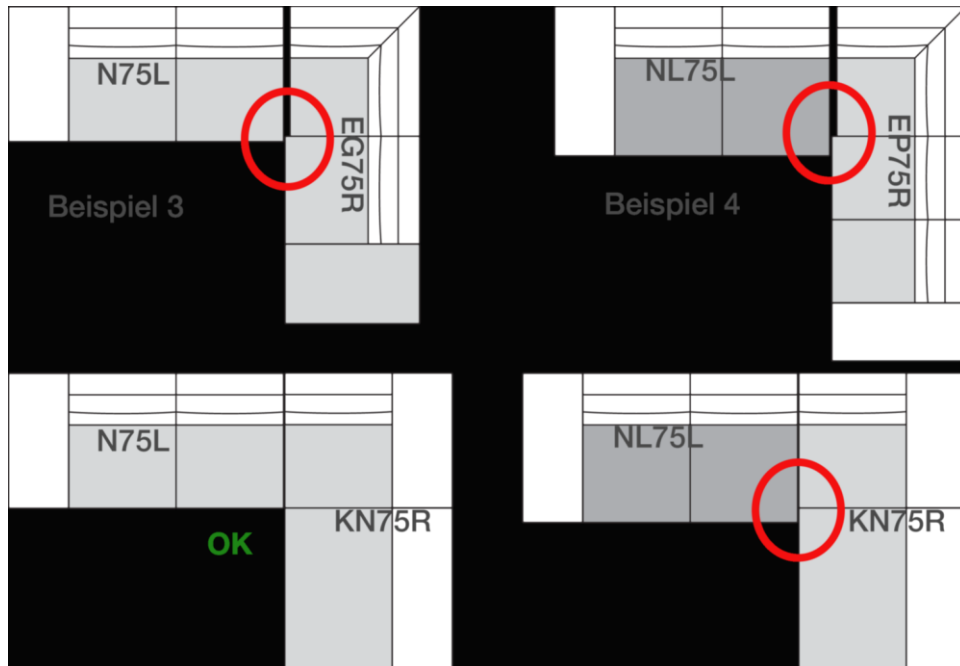 N75L
EG75R
Beispiel 3
NL75L
EP75R
Beispiel 4
N75L
KN75R
OK
NL75L
KN75R